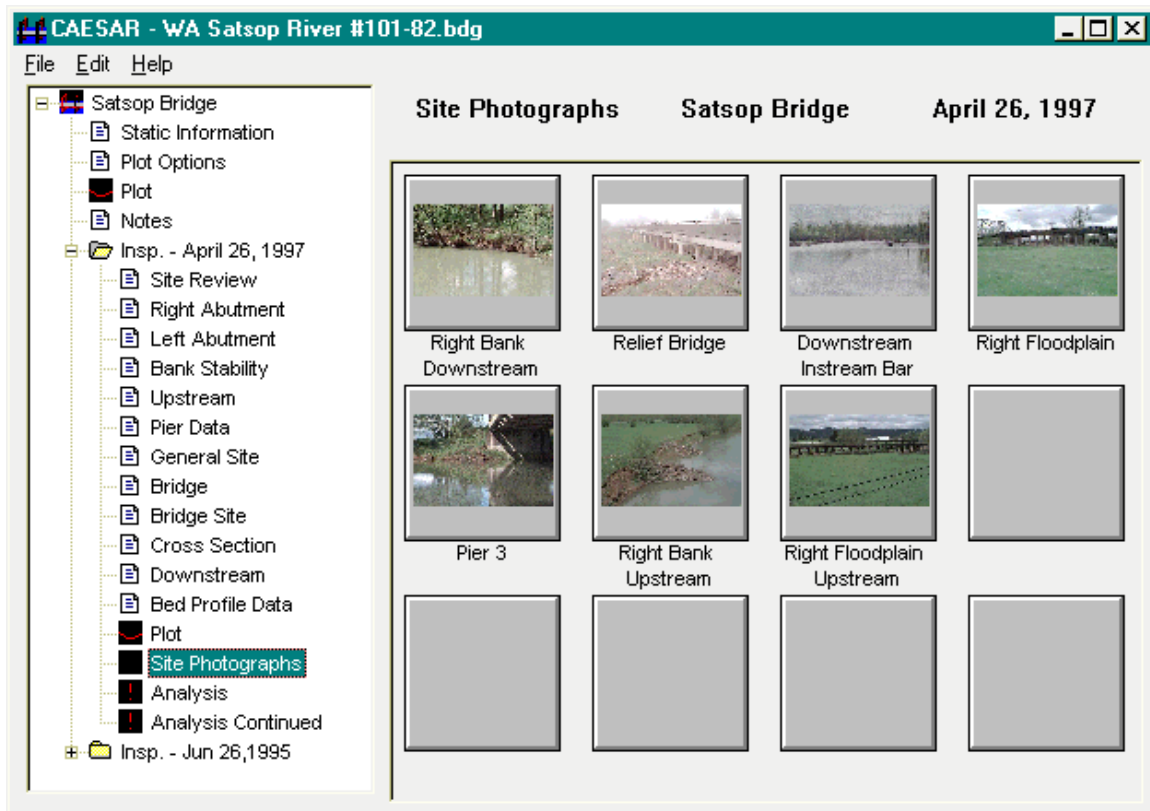 CAESAR - WA Satsop River #101-82.bdg
File Edit Help
Satsop Bridge
Static Information
Plot Options
Plot
Notes
Insp. - April 26, 1997
Site Review
Right Abutment
Left Abutment
Bank Stability
Upstream
Pier Data
General Site
Bridge
Bridge Site
Cross Section
Downstream
Bed Profile Data
Plot
Site Photographs
Analysis
Analysis Continued
Insp. - Jun 26,1995
Site Photographs Satsop Bridge April 26, 1997
Right Bank
Downstream
Relief Bridge
Downstream
Instream Bar
Right Floodplain
Pier 3
Right Bank
Upstream
Right Floodplain
Upstream